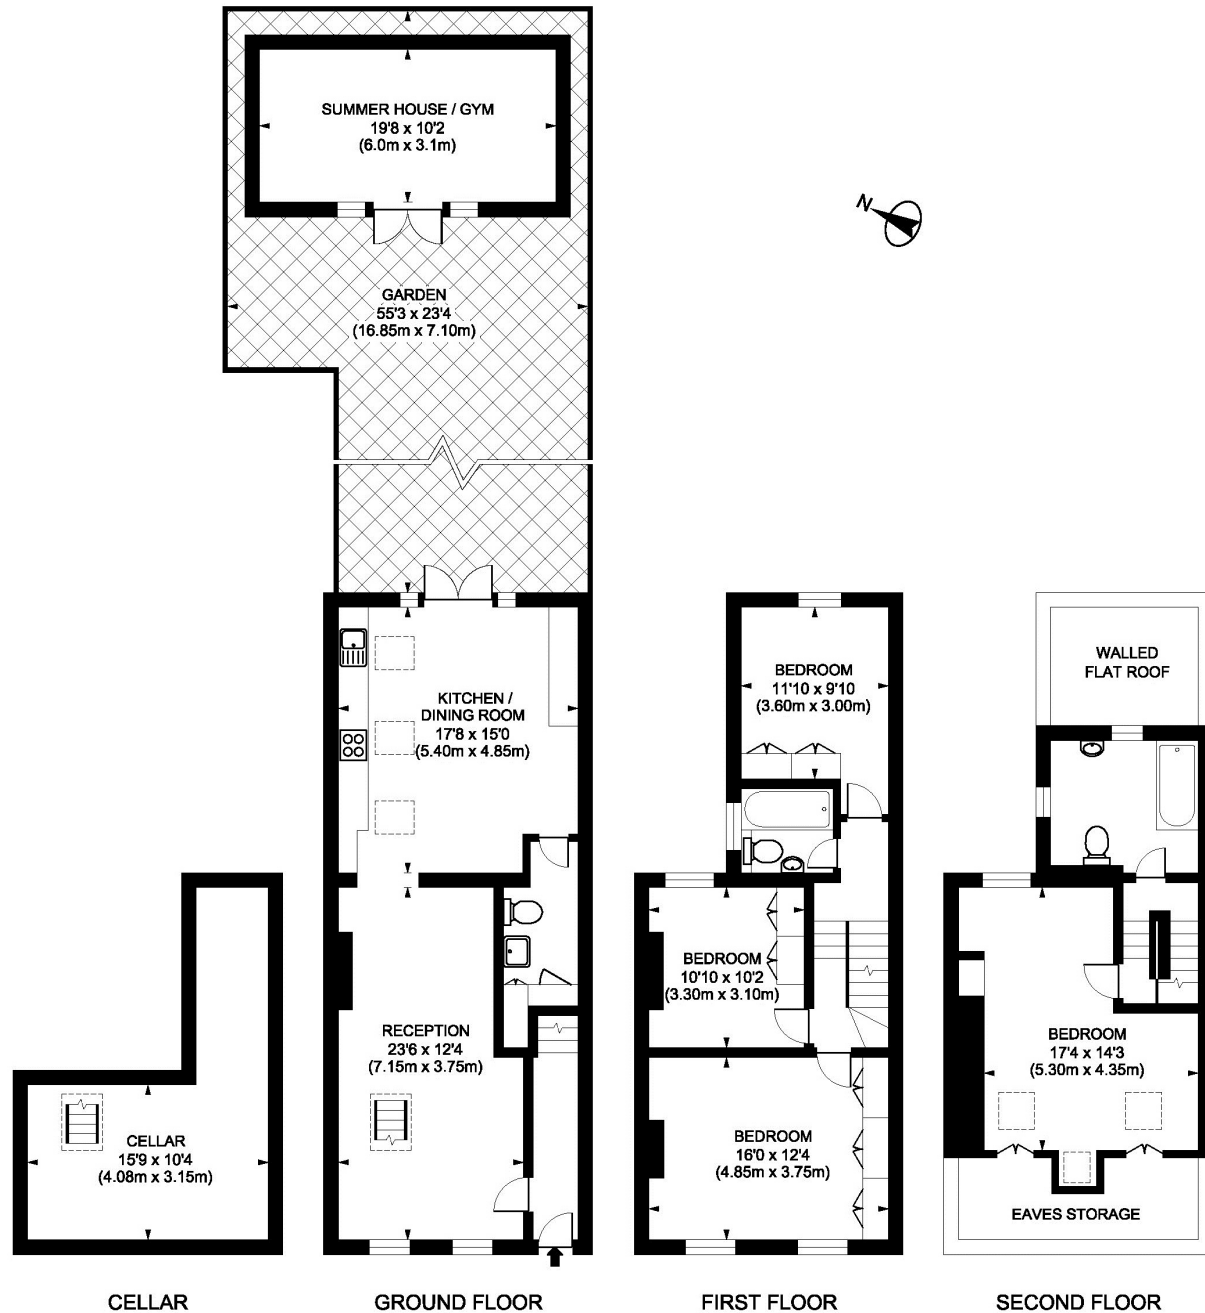 SUMMER HOUSE / GYM
19'8 x 10'2
(6.0m x 3.1m)
N
GARDEN
55'3 x 23'4
(16.85m x 7.10m)
KITCHEN /
DINING ROOM
17'8 x 15'0
(5.40m x 4.85m)
RECEPTION
23'6 x 12'4
(7.15m x 3.75m)
CELLAR
15'9 x 10'4
(4.08m x 3.15m)
BEDROOM
11'10 x 9'10
(3.60m x 3.00m)
BEDROOM
10'10 x 10'2
(3.30m x 3.10m)
BEDROOM
16'0 x 12'4
(4.85m x 3.75m)
WALLED
FLAT ROOF
BEDROOM
17'4 x 14'3
(5.30m x 4.35m)
EAVES STORAGE
CELLAR
GROUND FLOOR
FIRST FLOOR
SECOND FLOOR